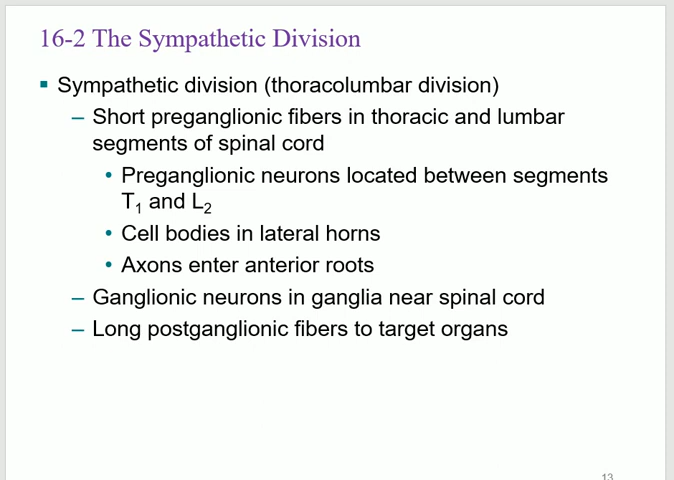 16-2 The Sympathetic Division
▪ Sympathetic division (thoracolumbar division)
– Short preganglionic fibers in thoracic and lumbar
segments of spinal cord
• Preganglionic neurons located between segments
T₁ and L₂
• Cell bodies in lateral horns
• Axons enter anterior roots
– Ganglionic neurons in ganglia near spinal cord
– Long postganglionic fibers to target organs
13